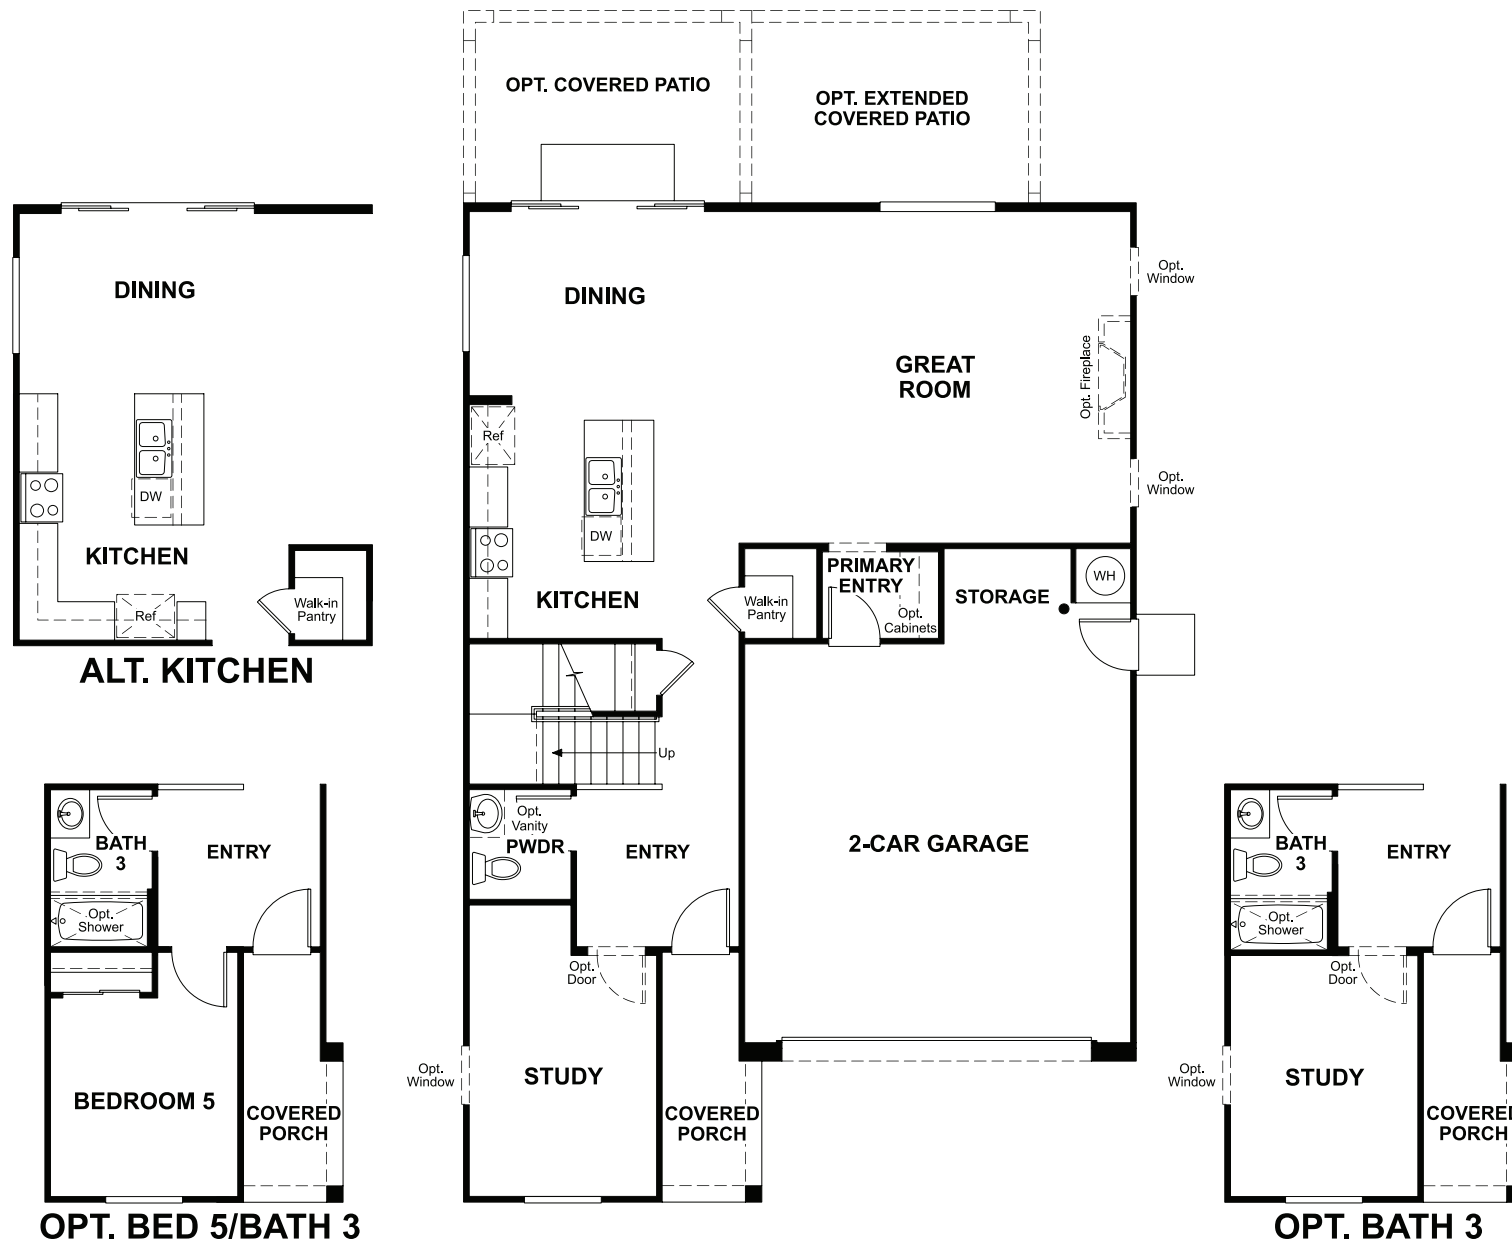 OPT. COVERED PATIO
OPT. EXTENDED
COVERED PATIO
DINING
DW
KITCHEN
Ref
Walk-in
Pantry
ALT. KITCHEN
DINING
GREAT
ROOM
Opt.
Window
Opt. Fireplace
Opt.
Window
Ref
DW
KITCHEN
Walk-in
Pantry
PRIMARY
ENTRY
Opt.
Cabinets
STORAGE
WH
Up
Opt.
Vanity
PWDR
ENTRY
2-CAR GARAGE
Opt.
Door
Opt.
Window
STUDY
COVERED
PORCH
BATH
3
ENTRY
Opt.
Shower
BEDROOM 5
COVERED
PORCH
OPT. BED 5/BATH 3
BATH
3
ENTRY
Opt.
Shower
Opt.
Door
Opt.
Window
STUDY
COVERED
PORCH
OPT. BATH 3